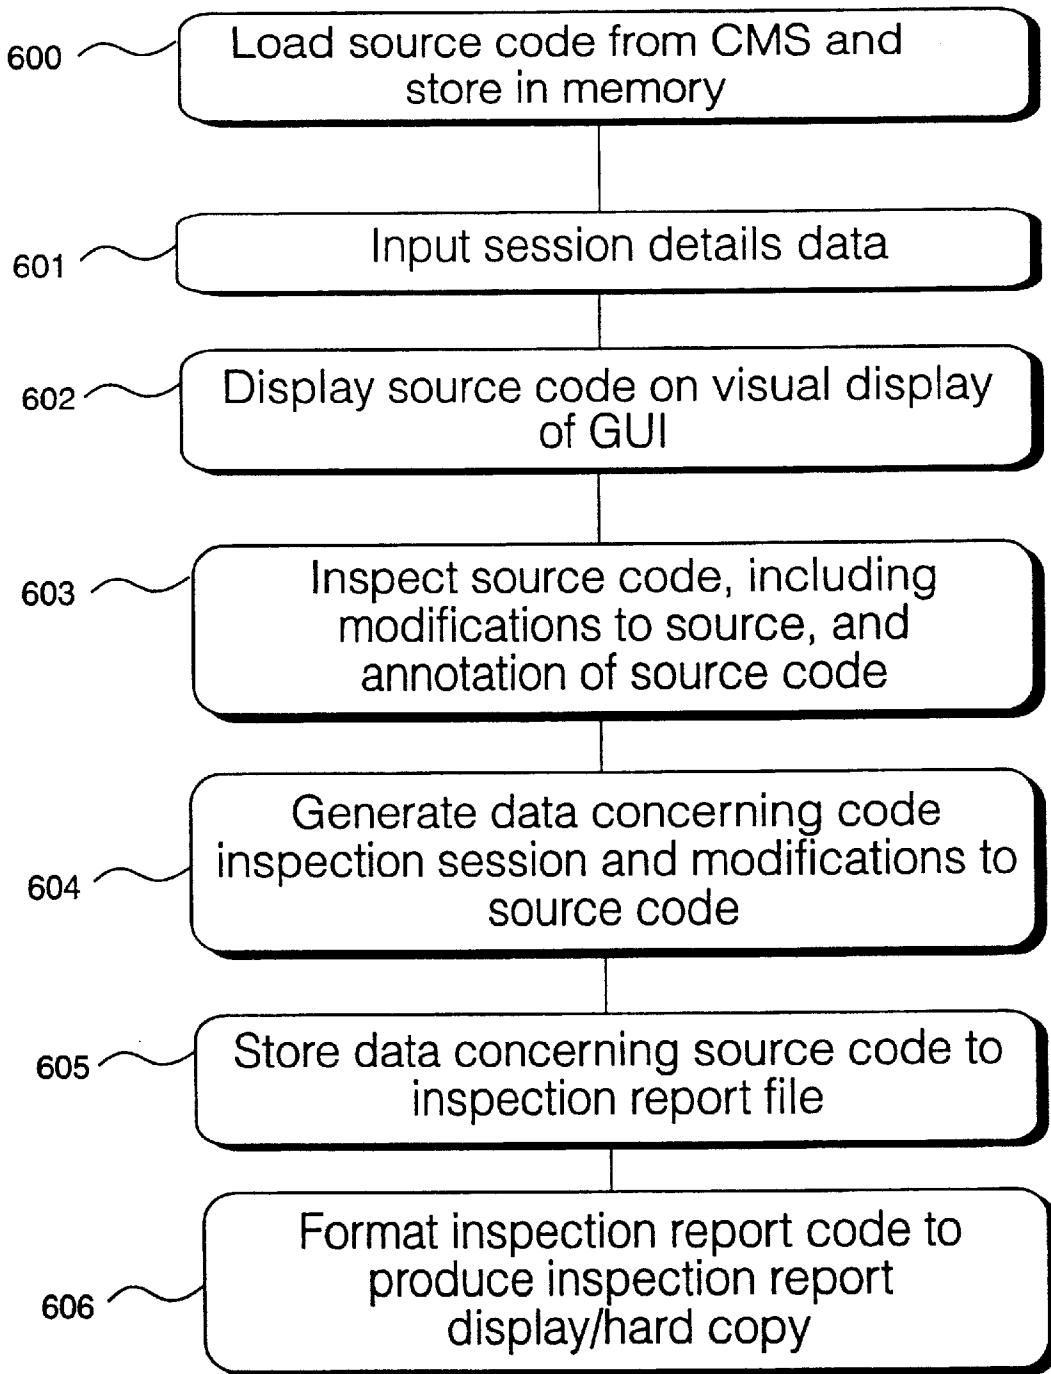 600
Load source code from CMS and
store in memory
601
Input session details data
602
Display source code on visual display
of GUI
603
Inspect source code, including
modifications to source, and
annotation of source code
604
Generate data concerning code
inspection session and modifications to
source code
605
Store data concerning source code to
inspection report file
606
Format inspection report code to
produce inspection report
display/hard copy